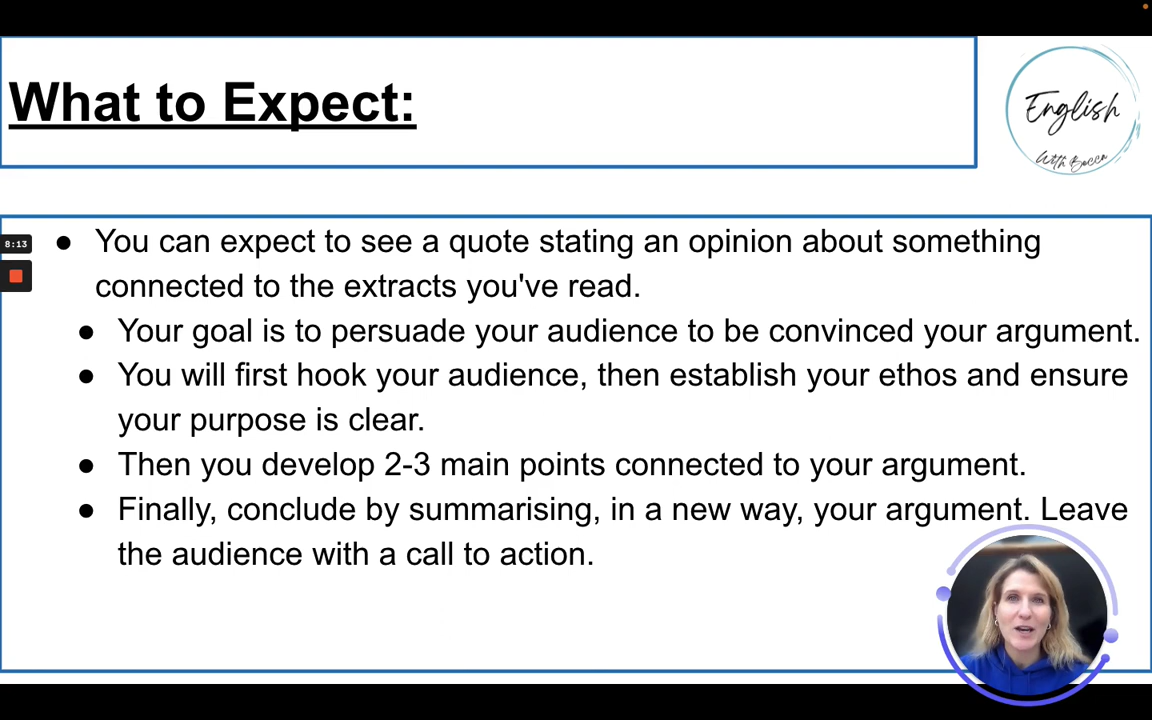 What to Expect:
English
With Becca
8:13
● You can expect to see a quote stating an opinion about something
connected to the extracts you've read.
● Your goal is to persuade your audience to be convinced your argument.
● You will first hook your audience, then establish your ethos and ensure
your purpose is clear.
● Then you develop 2-3 main points connected to your argument.
● Finally, conclude by summarising, in a new way, your argument. Leave
the audience with a call to action.